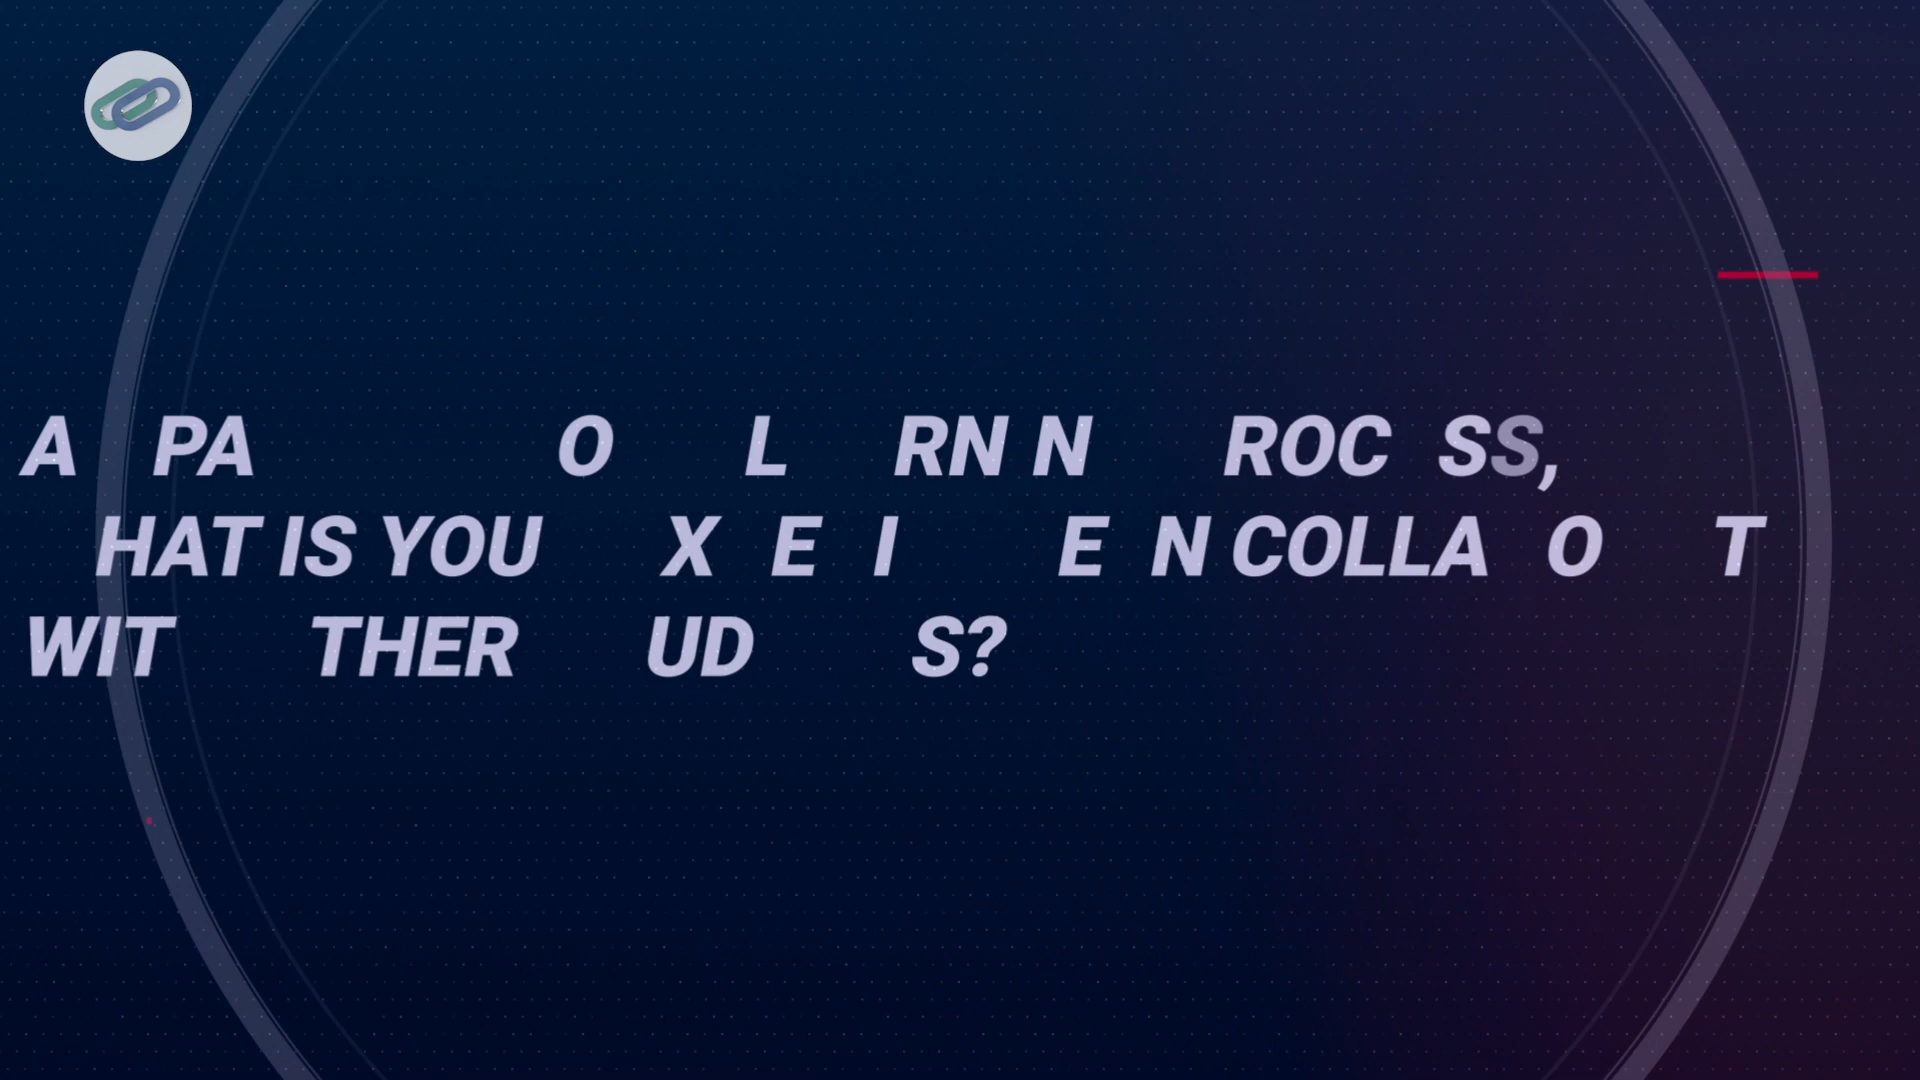 A PA O L RN N ROC SS,
HAT IS YOU X E I E N COLLA O T
WIT THER UD S?